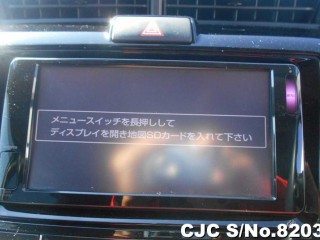 メニュースイッチを長押しして
ディスプレイを開き地図SDカードを入れて下さい
CJC S/No.8203